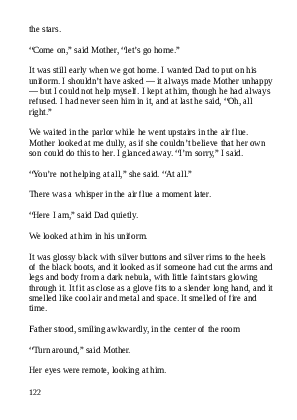 the stars.
“Come on,” said Mother, “let’s go home.”
It was still early when we got home. I wanted Dad to put on his
uniform. I shouldn’t have asked — it always made Mother unhappy
— but I could not help myself. I kept at him, though he had always
refused. I had never seen him in it, and at last he said, “Oh, all
right.”
We waited in the parlor while he went upstairs in the air flue.
Mother looked at me dully, as if she couldn’t believe that her own
son could do this to her. I glanced away. “I’m sorry,” I said.
“You’re not helping at all,” she said. “At all.”
There was a whisper in the air flue a moment later.
“Here I am,” said Dad quietly.
We looked at him in his uniform.
It was glossy black with silver buttons and silver rims to the heels
of the black boots, and it looked as if someone had cut the arms and
legs and body from a dark nebula, with little faint stars glowing
through it. It fit as close as a glove fits to a slender long hand, and it
smelled like cool air and metal and space. It smelled of fire and
time.
Father stood, smiling awkwardly, in the center of the room
“Turn around,” said Mother.
Her eyes were remote, looking at him.
122